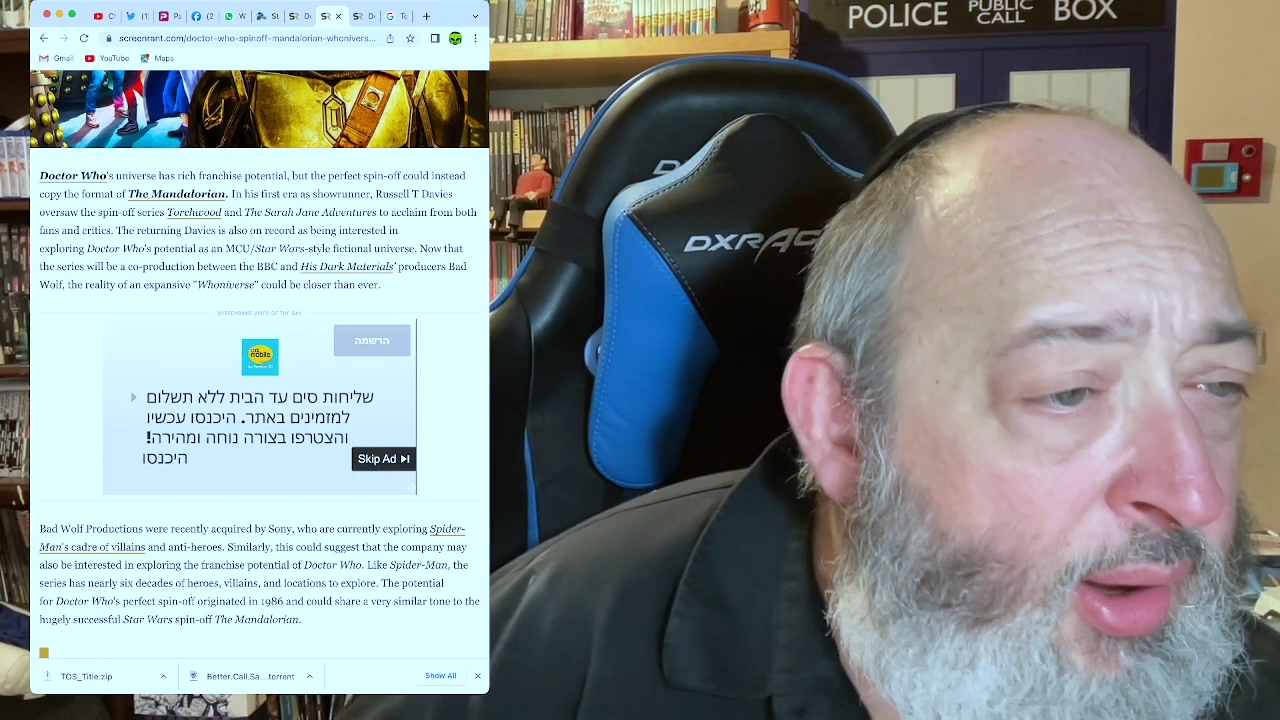 screenrant.com/doctor-who-spinoff-mandalorian-whonivers...
Gmail YouTube Maps
Doctor Who's universe has rich franchise potential, but the perfect spin-off could instead
copy the format of The Mandalorian. In his first era as showrunner, Russell T Davies
oversaw the spin-off series Torchwood and The Sarah Jane Adventures to acclaim from both
fans and critics. The returning Davies is also on record as being interested in
exploring Doctor Who's potential as an MCU/Star Wars-style fictional universe. Now that
the series will be a co-production between the BBC and His Dark Materials' producers Bad
Wolf, the reality of an expansive "Whoniverse" could be closer than ever.
SCREENRANT VIDEO OF THE DAY
הרשמה
mobile
שליחות סים עד הבית ללא תשלום
למזמינים באתר. היכנסו עכשיו
והצטרפו בצורה נוחה ומהירה!
היכנסו
Skip Ad
Bad Wolf Productions were recently acquired by Sony, who are currently exploring Spider-
Man's cadre of villains and anti-heroes. Similarly, this could suggest that the company may
also be interested in exploring the franchise potential of Doctor Who. Like Spider-Man, the
series has nearly six decades of heroes, villains, and locations to explore. The potential
for Doctor Who's perfect spin-off originated in 1986 and could share a very similar tone to the
hugely successful Star Wars spin-off The Mandalorian.
TGS_Title.zip
Better.Call.Sa....torrent
Show All
POLICE PUBLIC CALL BOX
DXRAC